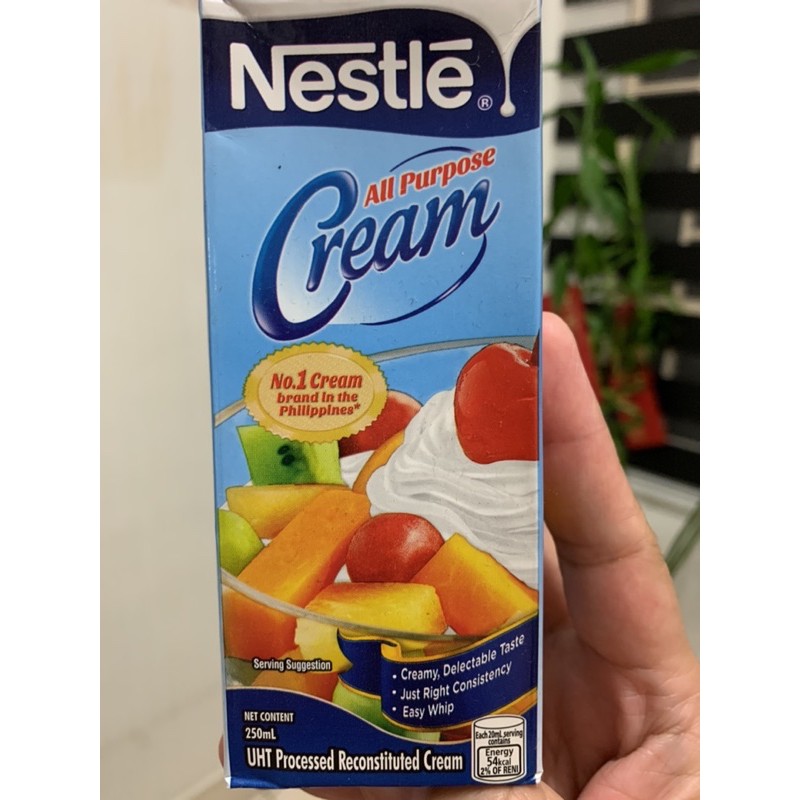 Nestlé®
All Purpose
Cream
No.1 Cream
brand in the
Philippines*
Serving Suggestion
• Creamy, Delectable Taste
• Just Right Consistency
• Easy Whip
NET CONTENT
250mL
UHT Processed Reconstituted Cream
Each 20mL serving
contains
Energy
54kcal
2% OF RENI